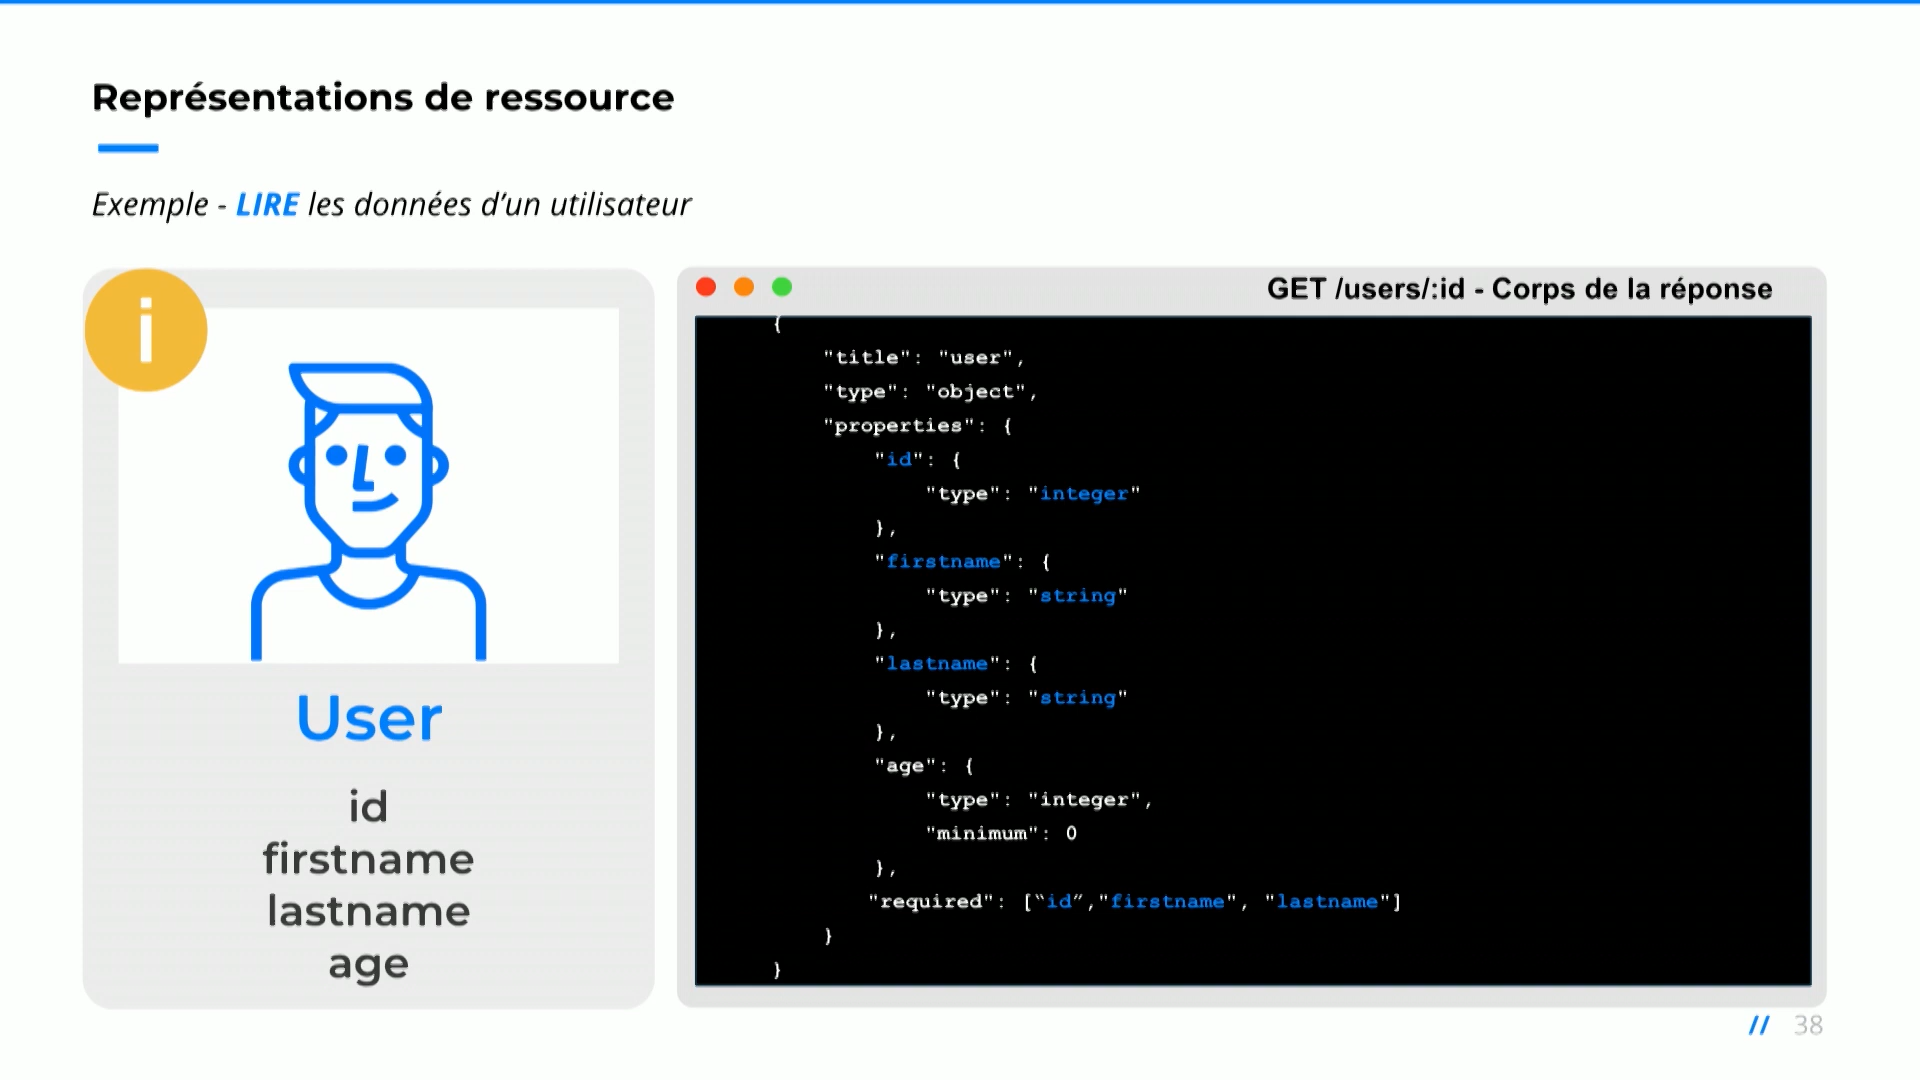 Représentations de ressource
Exemple - LIRE les données d’un utilisateur
i
User
id
firstname
lastname
age
GET /users/:id - Corps de la réponse
{
"title": "user",
"type": "object",
"properties": {
"id": {
"type": "integer"
},
"firstname": {
"type": "string"
},
"lastname": {
"type": "string"
},
"age": {
"type": "integer",
"minimum": 0
},
"required": [“id”,"firstname", "lastname"]
}
}
// 38